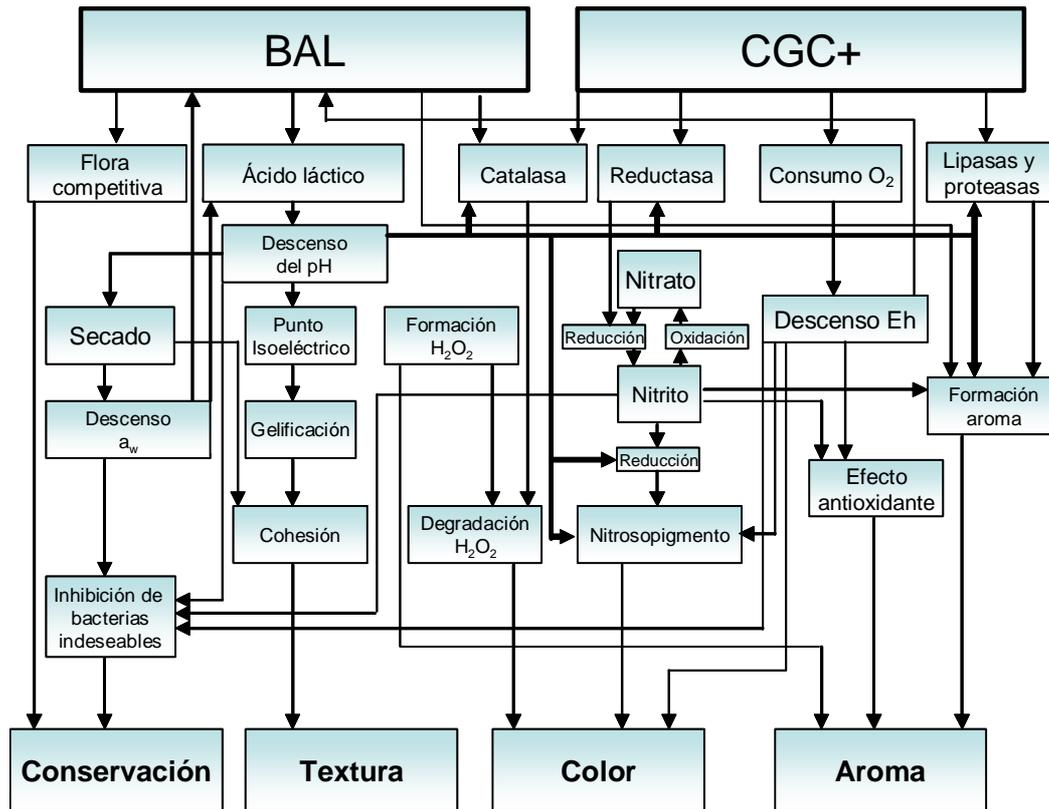 BAL
CGC+
Flora
competitiva
Ácido láctico
Catalasa
Reductasa
Consumo O₂
Lipasas y
proteasas
Descenso
del pH
Nitrato
Secado
Punto
Isoeléctrico
Formación
H₂O₂
Reducción
Oxidación
Descenso Eh
Descenso
a_w
Gelificación
Nitrito
Formación
aroma
Reducción
Efecto
antioxidante
Cohesión
Degradación
H₂O₂
Nitrosopigmento
Inhibición de
bacterias
indeseables
Conservación
Textura
Color
Aroma